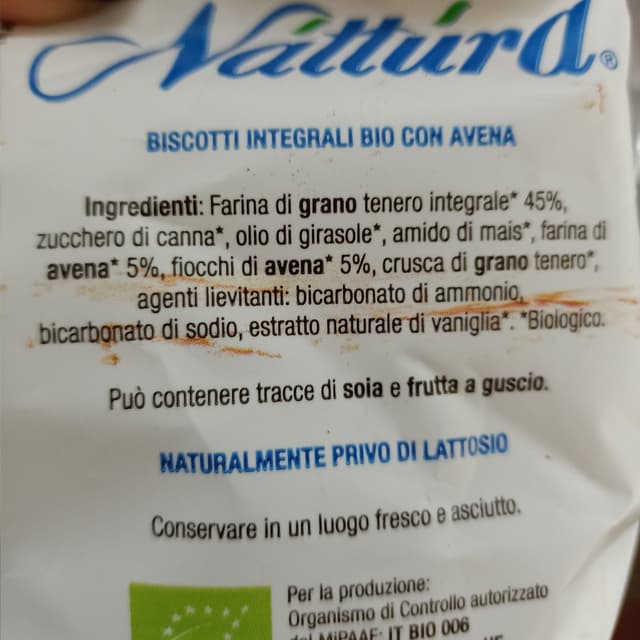 Náttúra®
BISCOTTI INTEGRALI BIO CON AVENA
Ingredienti: Farina di grano tenero integrale* 45%,
zucchero di canna*, olio di girasole*, amido di mais*, farina di
avena* 5%, fiocchi di avena* 5%, crusca di grano tenero*,
agenti lievitanti: bicarbonato di ammonio,
bicarbonato di sodio, estratto naturale di vaniglia*. *Biologico.
Può contenere tracce di soia e frutta a guscio.
NATURALMENTE PRIVO DI LATTOSIO
Conservare in un luogo fresco e asciutto.
Per la produzione:
Organismo di Controllo autorizzato
dal MiPAAF: IT BIO 006